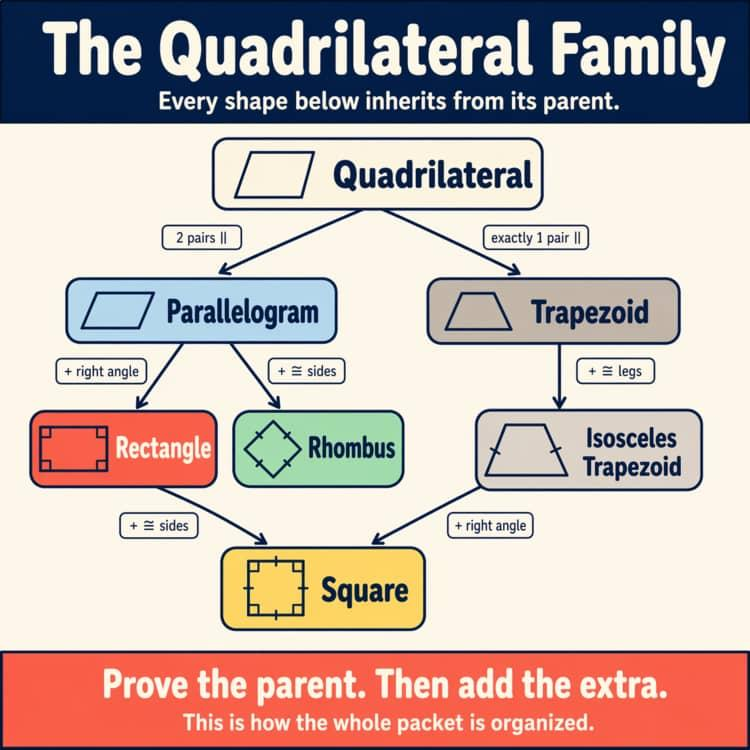 The Quadrilateral Family
Every shape below inherits from its parent.
Quadrilateral
2 pairs ||
exactly 1 pair ||
Parallelogram
Trapezoid
+ right angle
+ ≅ sides
+ ≅ legs
Rectangle
Rhombus
Isosceles
Trapezoid
+ ≅ sides
+ right angle
Square
Prove the parent. Then add the extra.
This is how the whole packet is organized.